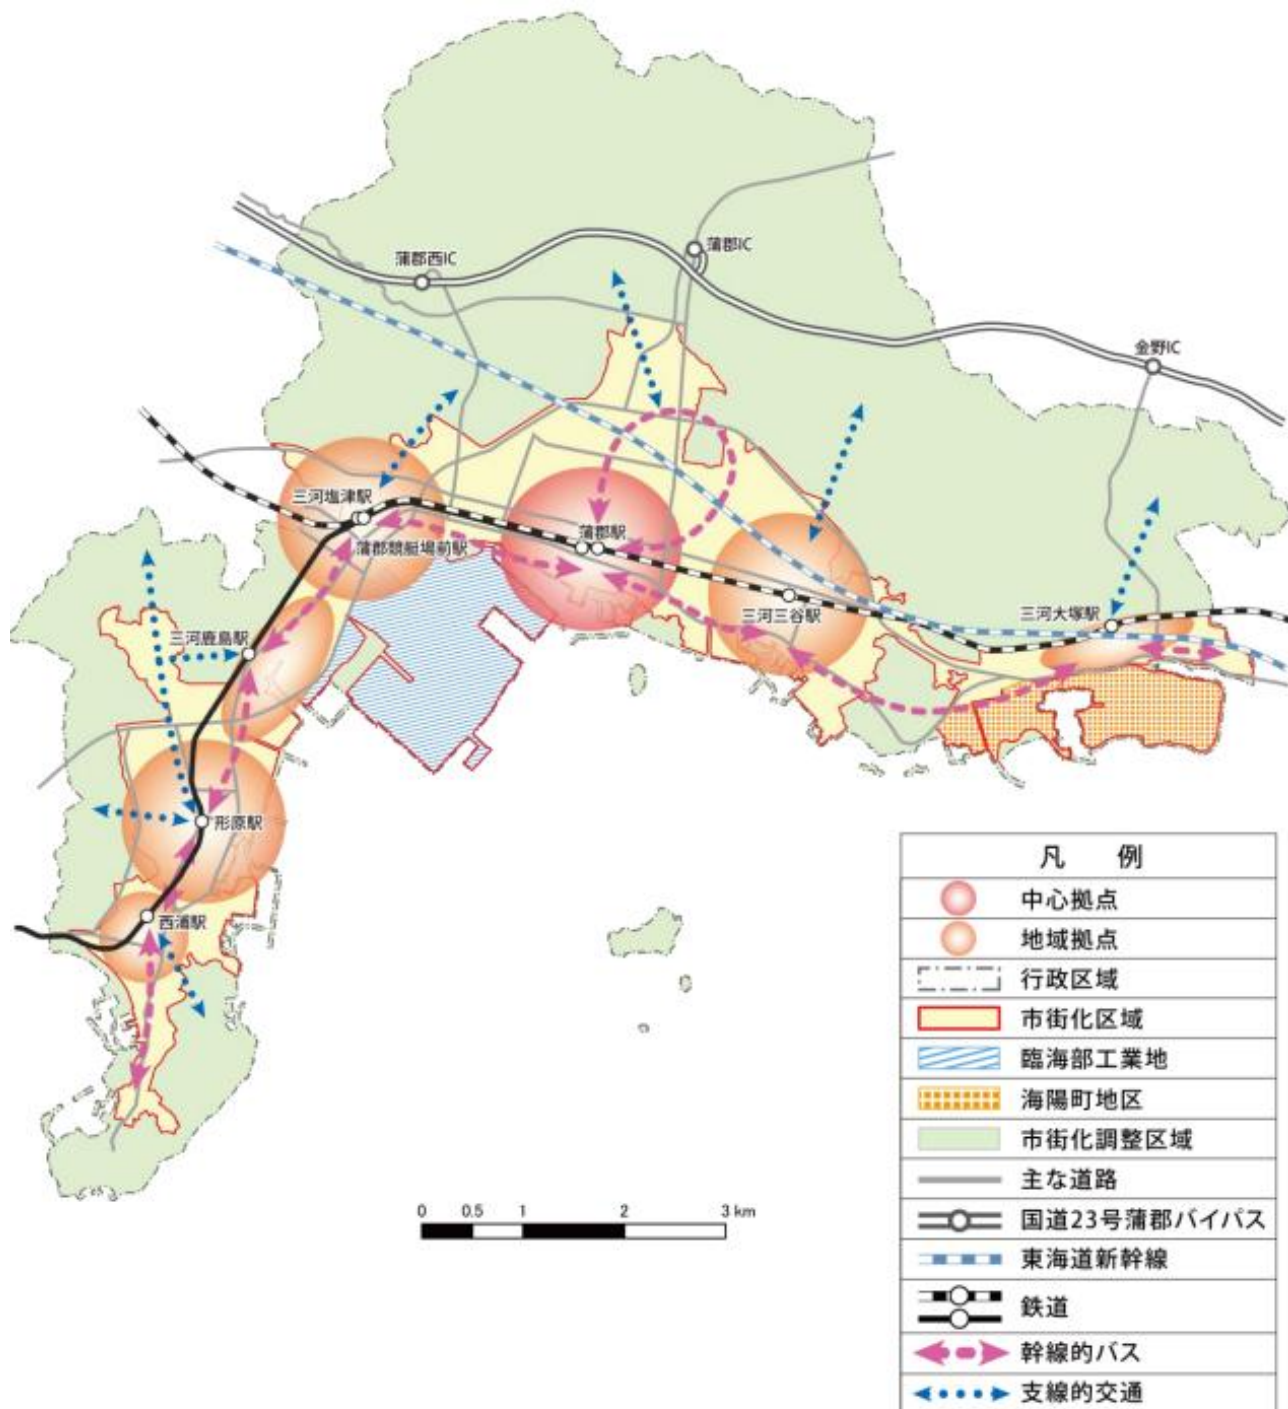 蒲郡IC
蒲郡西IC
金野IC
三河塩津駅
蒲郡競艇場前駅
蒲郡駅
三河三谷駅
三河大塚駅
三河鹿島駅
形原駅
西浦駅
0 0.5 1 2 3 km
凡 例
中心拠点
地域拠点
行政区域
市街化区域
臨海部工業地
海陽町地区
市街化調整区域
主な道路
国道23号蒲郡バイパス
東海道新幹線
鉄道
幹線的バス
支線的交通